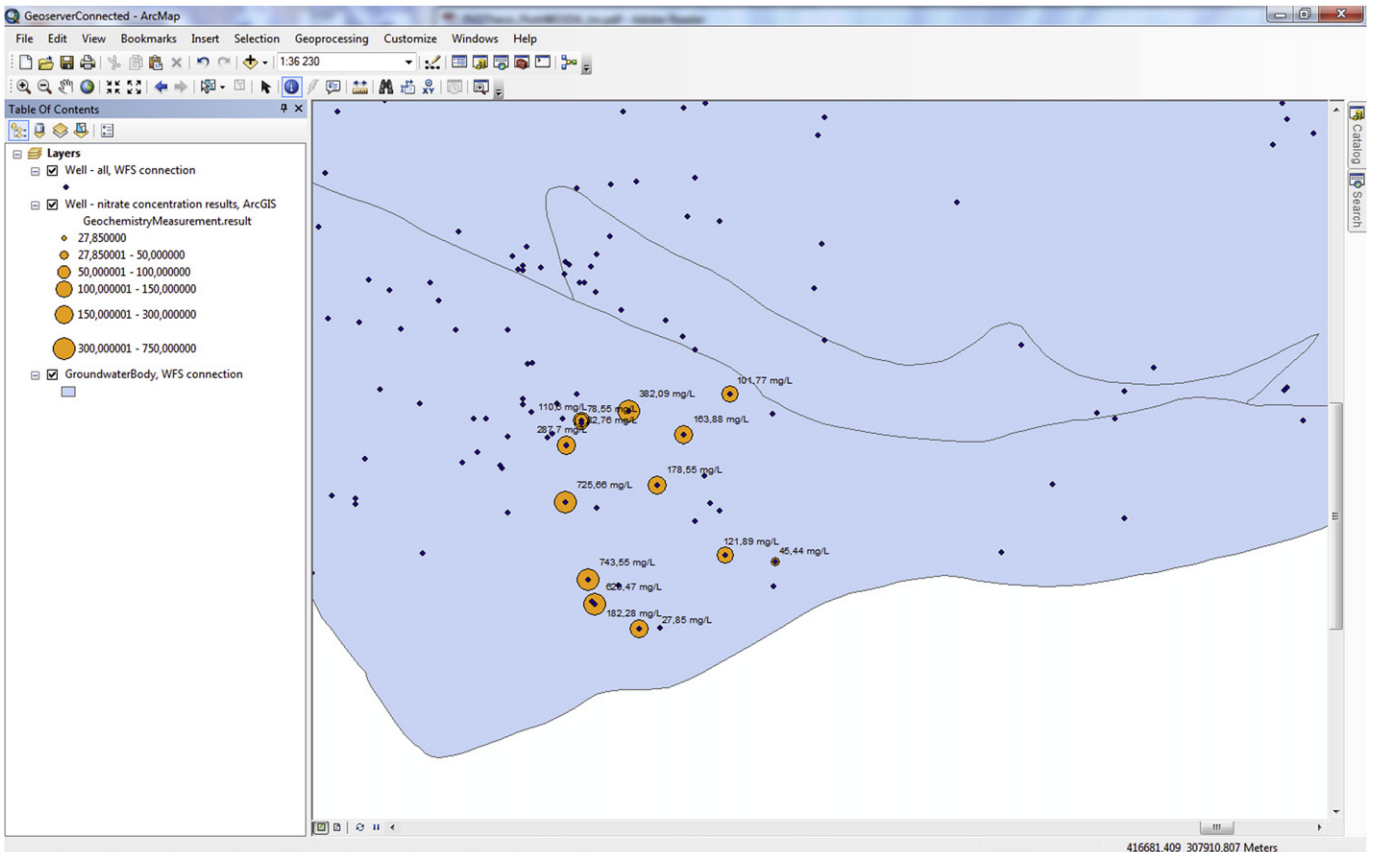 GeoserverConnected - ArcMap
File Edit View Bookmarks Insert Selection Geoprocessing Customize Windows Help
1:36 230
Table Of Contents
Layers
Well - all, WFS connection
Well - nitrate concentration results, ArcGIS
GeochemistryMeasurement.result
27,850000
27,850001 - 50,000000
50,000001 - 100,000000
100,000001 - 150,000000
150,000001 - 300,000000
300,000001 - 750,000000
GroundwaterBody, WFS connection
Catalog
Search
101,77 mg/L
382,09 mg/L
mg/L 78,55 mg/L
163,88 mg/L
287,7 mg/L
178,55 mg/L
725,66 mg/L
121,89 mg/L
45,44 mg/L
743,55 mg/L
mg/L
182,28 mg/L
27,85 mg/L
416681,409 307910,807 Meters